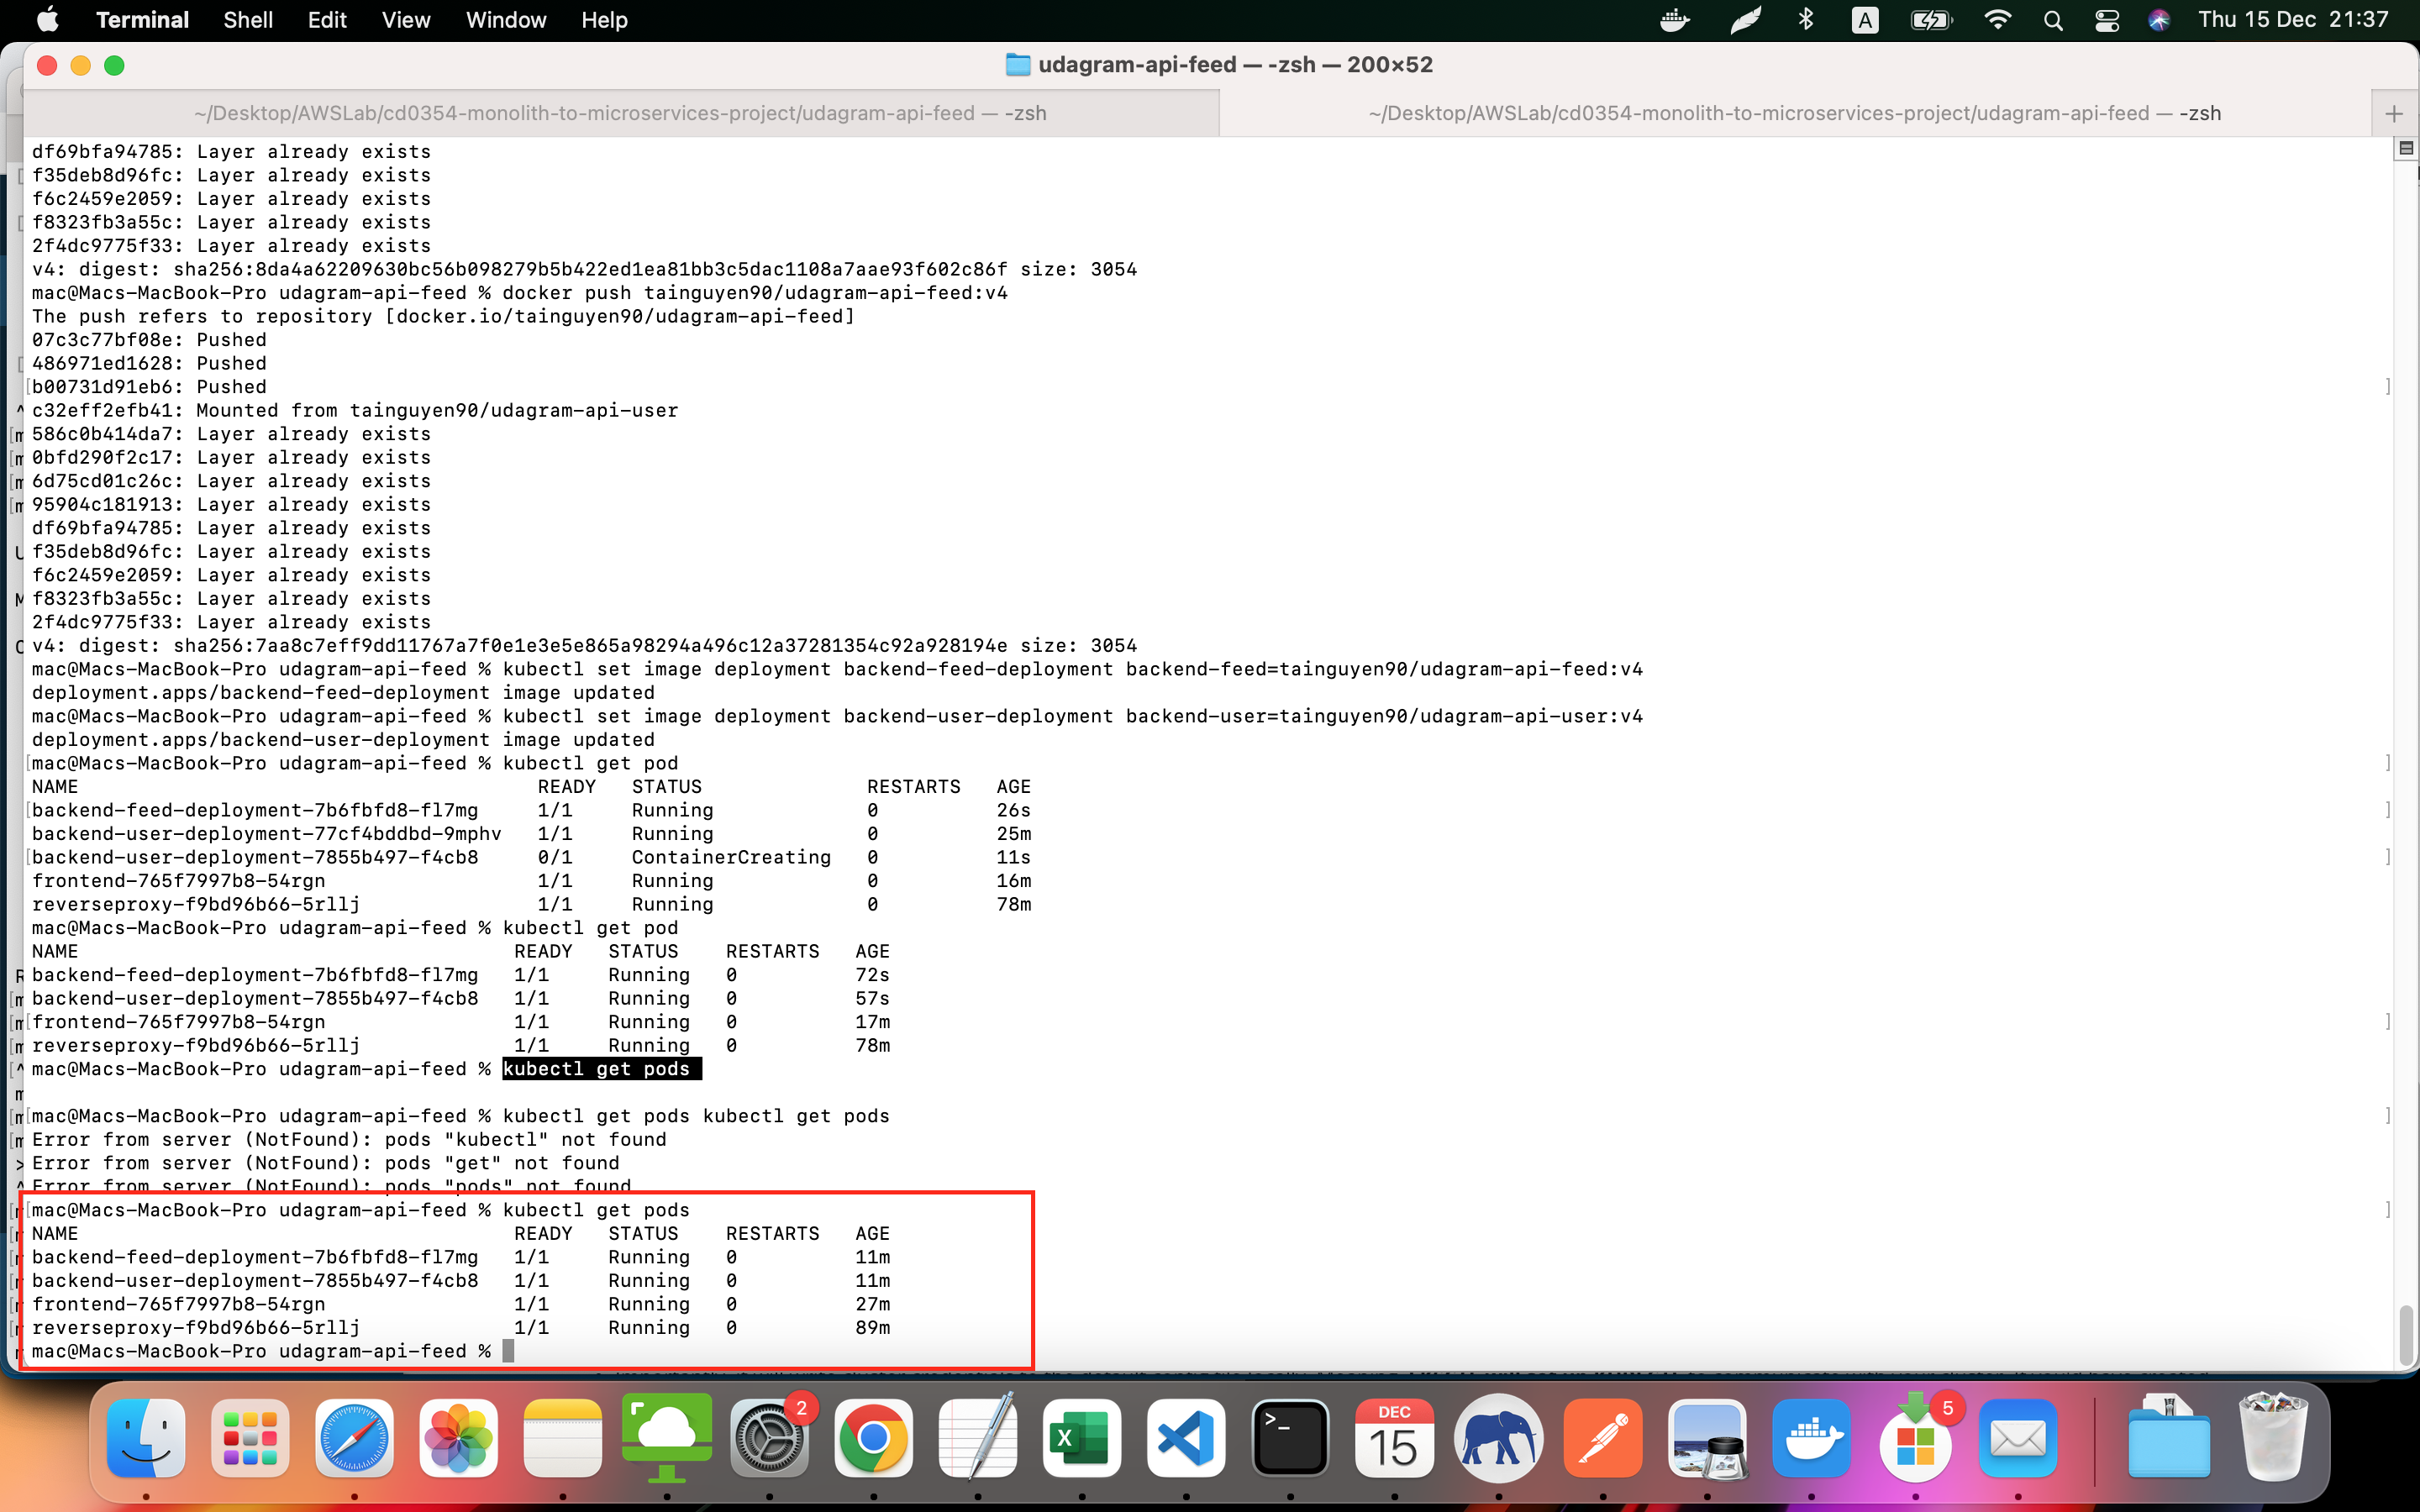 Terminal Shell Edit View Window Help A Thu 15 Dec 21:37
udagram-api-feed — -zsh — 200×52
~/Desktop/AWSLab/cd0354-monolith-to-microservices-project/udagram-api-feed — -zsh ~/Desktop/AWSLab/cd0354-monolith-to-microservices-project/udagram-api-feed — -zsh
df69bfa94785: Layer already exists
f35deb8d96fc: Layer already exists
f6c2459e2059: Layer already exists
f8323fb3a55c: Layer already exists
2f4dc9775f33: Layer already exists
v4: digest: sha256:8da4a62209630bc56b098279b5b422ed1ea81bb3c5dac1108a7aae93f602c86f size: 3054
mac@Macs-MacBook-Pro udagram-api-feed % docker push tainguyen90/udagram-api-feed:v4
The push refers to repository [docker.io/tainguyen90/udagram-api-feed]
07c3c77bf08e: Pushed
486971ed1628: Pushed
b00731d91eb6: Pushed
c32eff2efb41: Mounted from tainguyen90/udagram-api-user
586c0b414da7: Layer already exists
0bfd290f2c17: Layer already exists
6d75cd01c26c: Layer already exists
95904c181913: Layer already exists
df69bfa94785: Layer already exists
f35deb8d96fc: Layer already exists
f6c2459e2059: Layer already exists
f8323fb3a55c: Layer already exists
2f4dc9775f33: Layer already exists
v4: digest: sha256:7aa8c7eff9dd11767a7f0e1e3e5e865a98294a496c12a37281354c92a928194e size: 3054
mac@Macs-MacBook-Pro udagram-api-feed % kubectl set image deployment backend-feed-deployment backend-feed=tainguyen90/udagram-api-feed:v4
deployment.apps/backend-feed-deployment image updated
mac@Macs-MacBook-Pro udagram-api-feed % kubectl set image deployment backend-user-deployment backend-user=tainguyen90/udagram-api-user:v4
deployment.apps/backend-user-deployment image updated
mac@Macs-MacBook-Pro udagram-api-feed % kubectl get pod
NAME READY STATUS RESTARTS AGE
backend-feed-deployment-7b6fbfd8-fl7mg 1/1 Running 0 26s
backend-user-deployment-77cf4bddbd-9mphv 1/1 Running 0 25m
backend-user-deployment-7855b497-f4cb8 0/1 ContainerCreating 0 11s
frontend-765f7997b8-54rgn 1/1 Running 0 16m
reverseproxy-f9bd96b66-5rllj 1/1 Running 0 78m
mac@Macs-MacBook-Pro udagram-api-feed % kubectl get pod
NAME READY STATUS RESTARTS AGE
backend-feed-deployment-7b6fbfd8-fl7mg 1/1 Running 0 72s
backend-user-deployment-7855b497-f4cb8 1/1 Running 0 57s
frontend-765f7997b8-54rgn 1/1 Running 0 17m
reverseproxy-f9bd96b66-5rllj 1/1 Running 0 78m
mac@Macs-MacBook-Pro udagram-api-feed % kubectl get pods
mac@Macs-MacBook-Pro udagram-api-feed % kubectl get pods kubectl get pods
Error from server (NotFound): pods "kubectl" not found
Error from server (NotFound): pods "get" not found
Error from server (NotFound): pods "pods" not found
mac@Macs-MacBook-Pro udagram-api-feed % kubectl get pods
NAME READY STATUS RESTARTS AGE
backend-feed-deployment-7b6fbfd8-fl7mg 1/1 Running 0 11m
backend-user-deployment-7855b497-f4cb8 1/1 Running 0 11m
frontend-765f7997b8-54rgn 1/1 Running 0 27m
reverseproxy-f9bd96b66-5rllj 1/1 Running 0 89m
mac@Macs-MacBook-Pro udagram-api-feed %
2
DEC
15
5